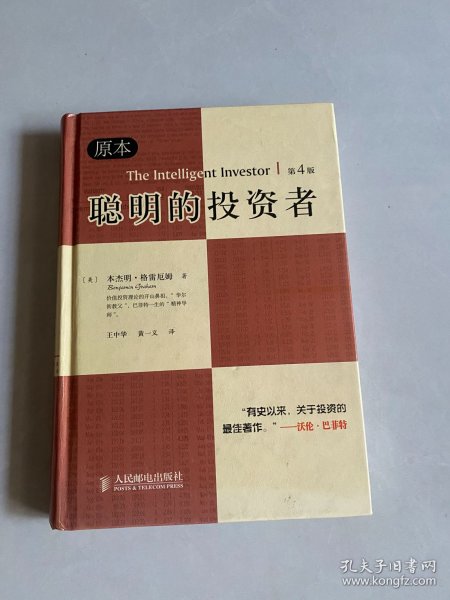 原本
The Intelligent Investor | 第4版
聪明的投资者
[美] 本杰明·格雷厄姆 著
Benjamin Graham
价值投资理论的开山鼻祖、“华尔
街教父”、巴菲特一生的“精神导
师”。
王中华 黄一义 译
“有史以来，关于投资的
最佳著作。”——沃伦·巴菲特
人民邮电出版社
POSTS & TELECOM PRESS
孔夫子旧书网
www.kongfz.com